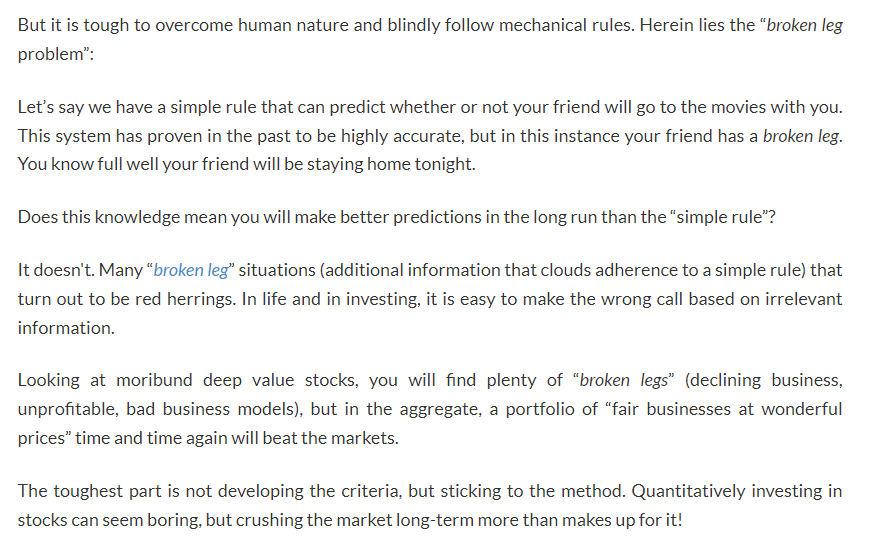 But it is tough to overcome human nature and blindly follow mechanical rules. Herein lies the “broken leg
problem”:
Let’s say we have a simple rule that can predict whether or not your friend will go to the movies with you.
This system has proven in the past to be highly accurate, but in this instance your friend has a broken leg.
You know full well your friend will be staying home tonight.
Does this knowledge mean you will make better predictions in the long run than the “simple rule”?
It doesn't. Many “broken leg” situations (additional information that clouds adherence to a simple rule) that
turn out to be red herrings. In life and in investing, it is easy to make the wrong call based on irrelevant
information.
Looking at moribund deep value stocks, you will find plenty of “broken legs” (declining business,
unprofitable, bad business models), but in the aggregate, a portfolio of “fair businesses at wonderful
prices” time and time again will beat the markets.
The toughest part is not developing the criteria, but sticking to the method. Quantitatively investing in
stocks can seem boring, but crushing the market long-term more than makes up for it!